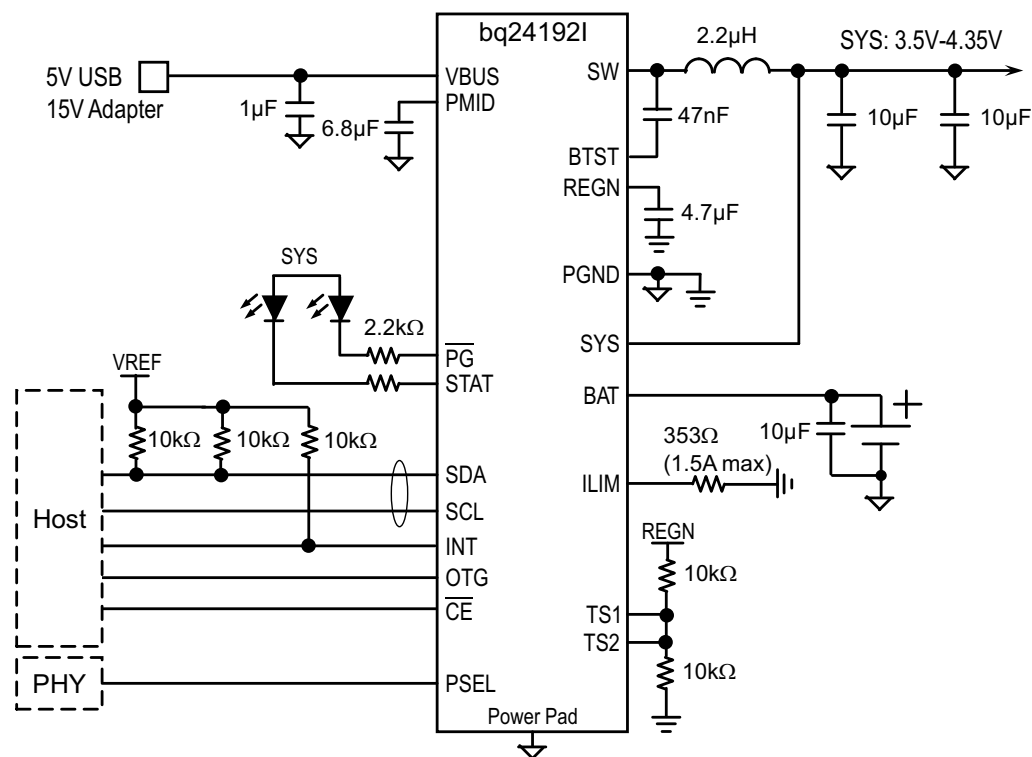 bq24192I
5V USB
15V Adapter
1µF
6.8µF
VBUS
PMID
SW
2.2µH
SYS: 3.5V-4.35V
47nF
10µF
10µF
BTST
REGN
4.7µF
PGND
SYS
SYS
2.2kΩ
PG
STAT
VREF
10kΩ
10kΩ
10kΩ
BAT
10µF
353Ω
(1.5A max)
ILIM
Host
SDA
SCL
INT
OTG
CE
REGN
10kΩ
TS1
TS2
10kΩ
PHY
PSEL
Power Pad